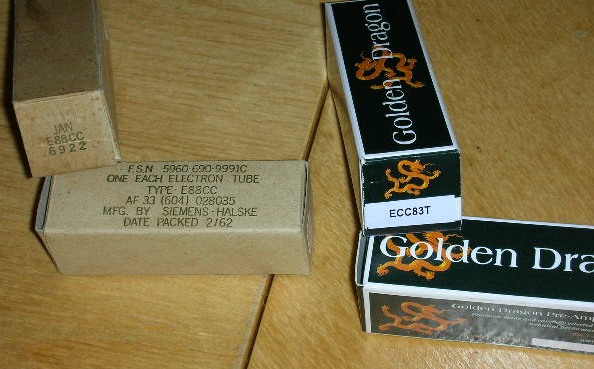 JAN
E88CC
6922
F.S.N 5960-690-9991C
ONE EACH ELECTRON TUBE
TYPE- E88CC
AF 33 (604) 028035
MFG. BY SIEMENS-HALSKE
DATE PACKED 2/62
Golden Dragon
ECC83T
Golden Dra
Golden Dragon Pre-Amp